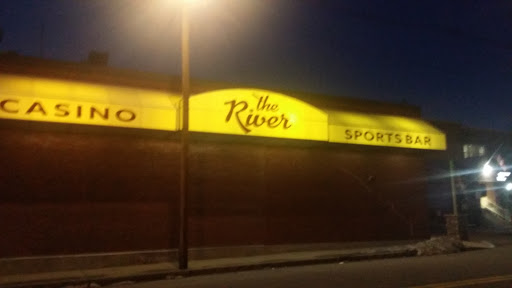 CASINO
the
River
SPORTS BAR